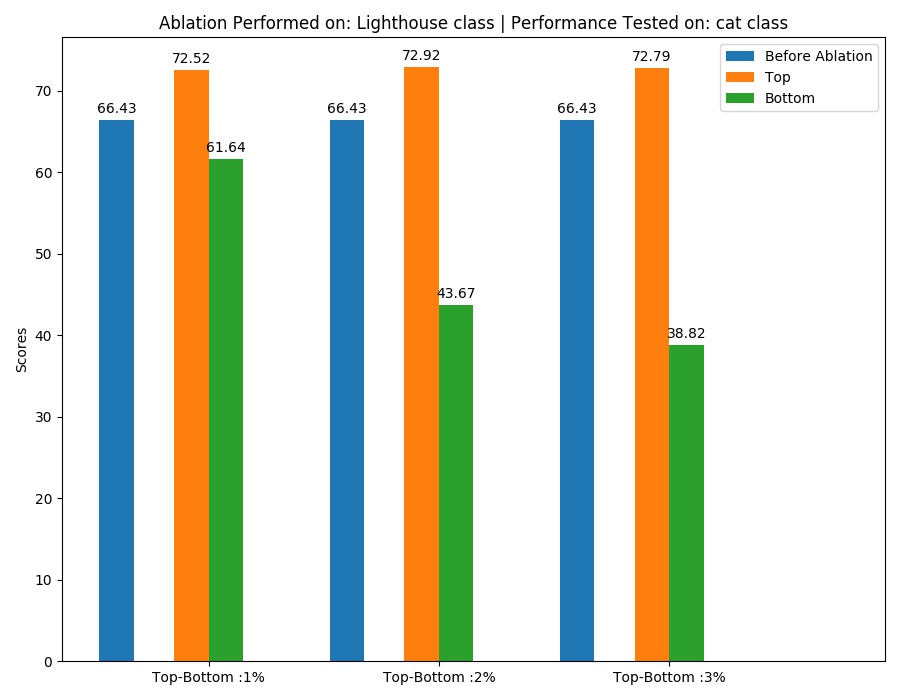 Ablation Performed on: Lighthouse class | Performance Tested on: cat class
Before Ablation
Top
Bottom
72.52
72.92
72.79
66.43
66.43
66.43
61.64
43.67
38.82
Scores
70
60
50
40
30
20
10
0
Top-Bottom :1%
Top-Bottom :2%
Top-Bottom :3%